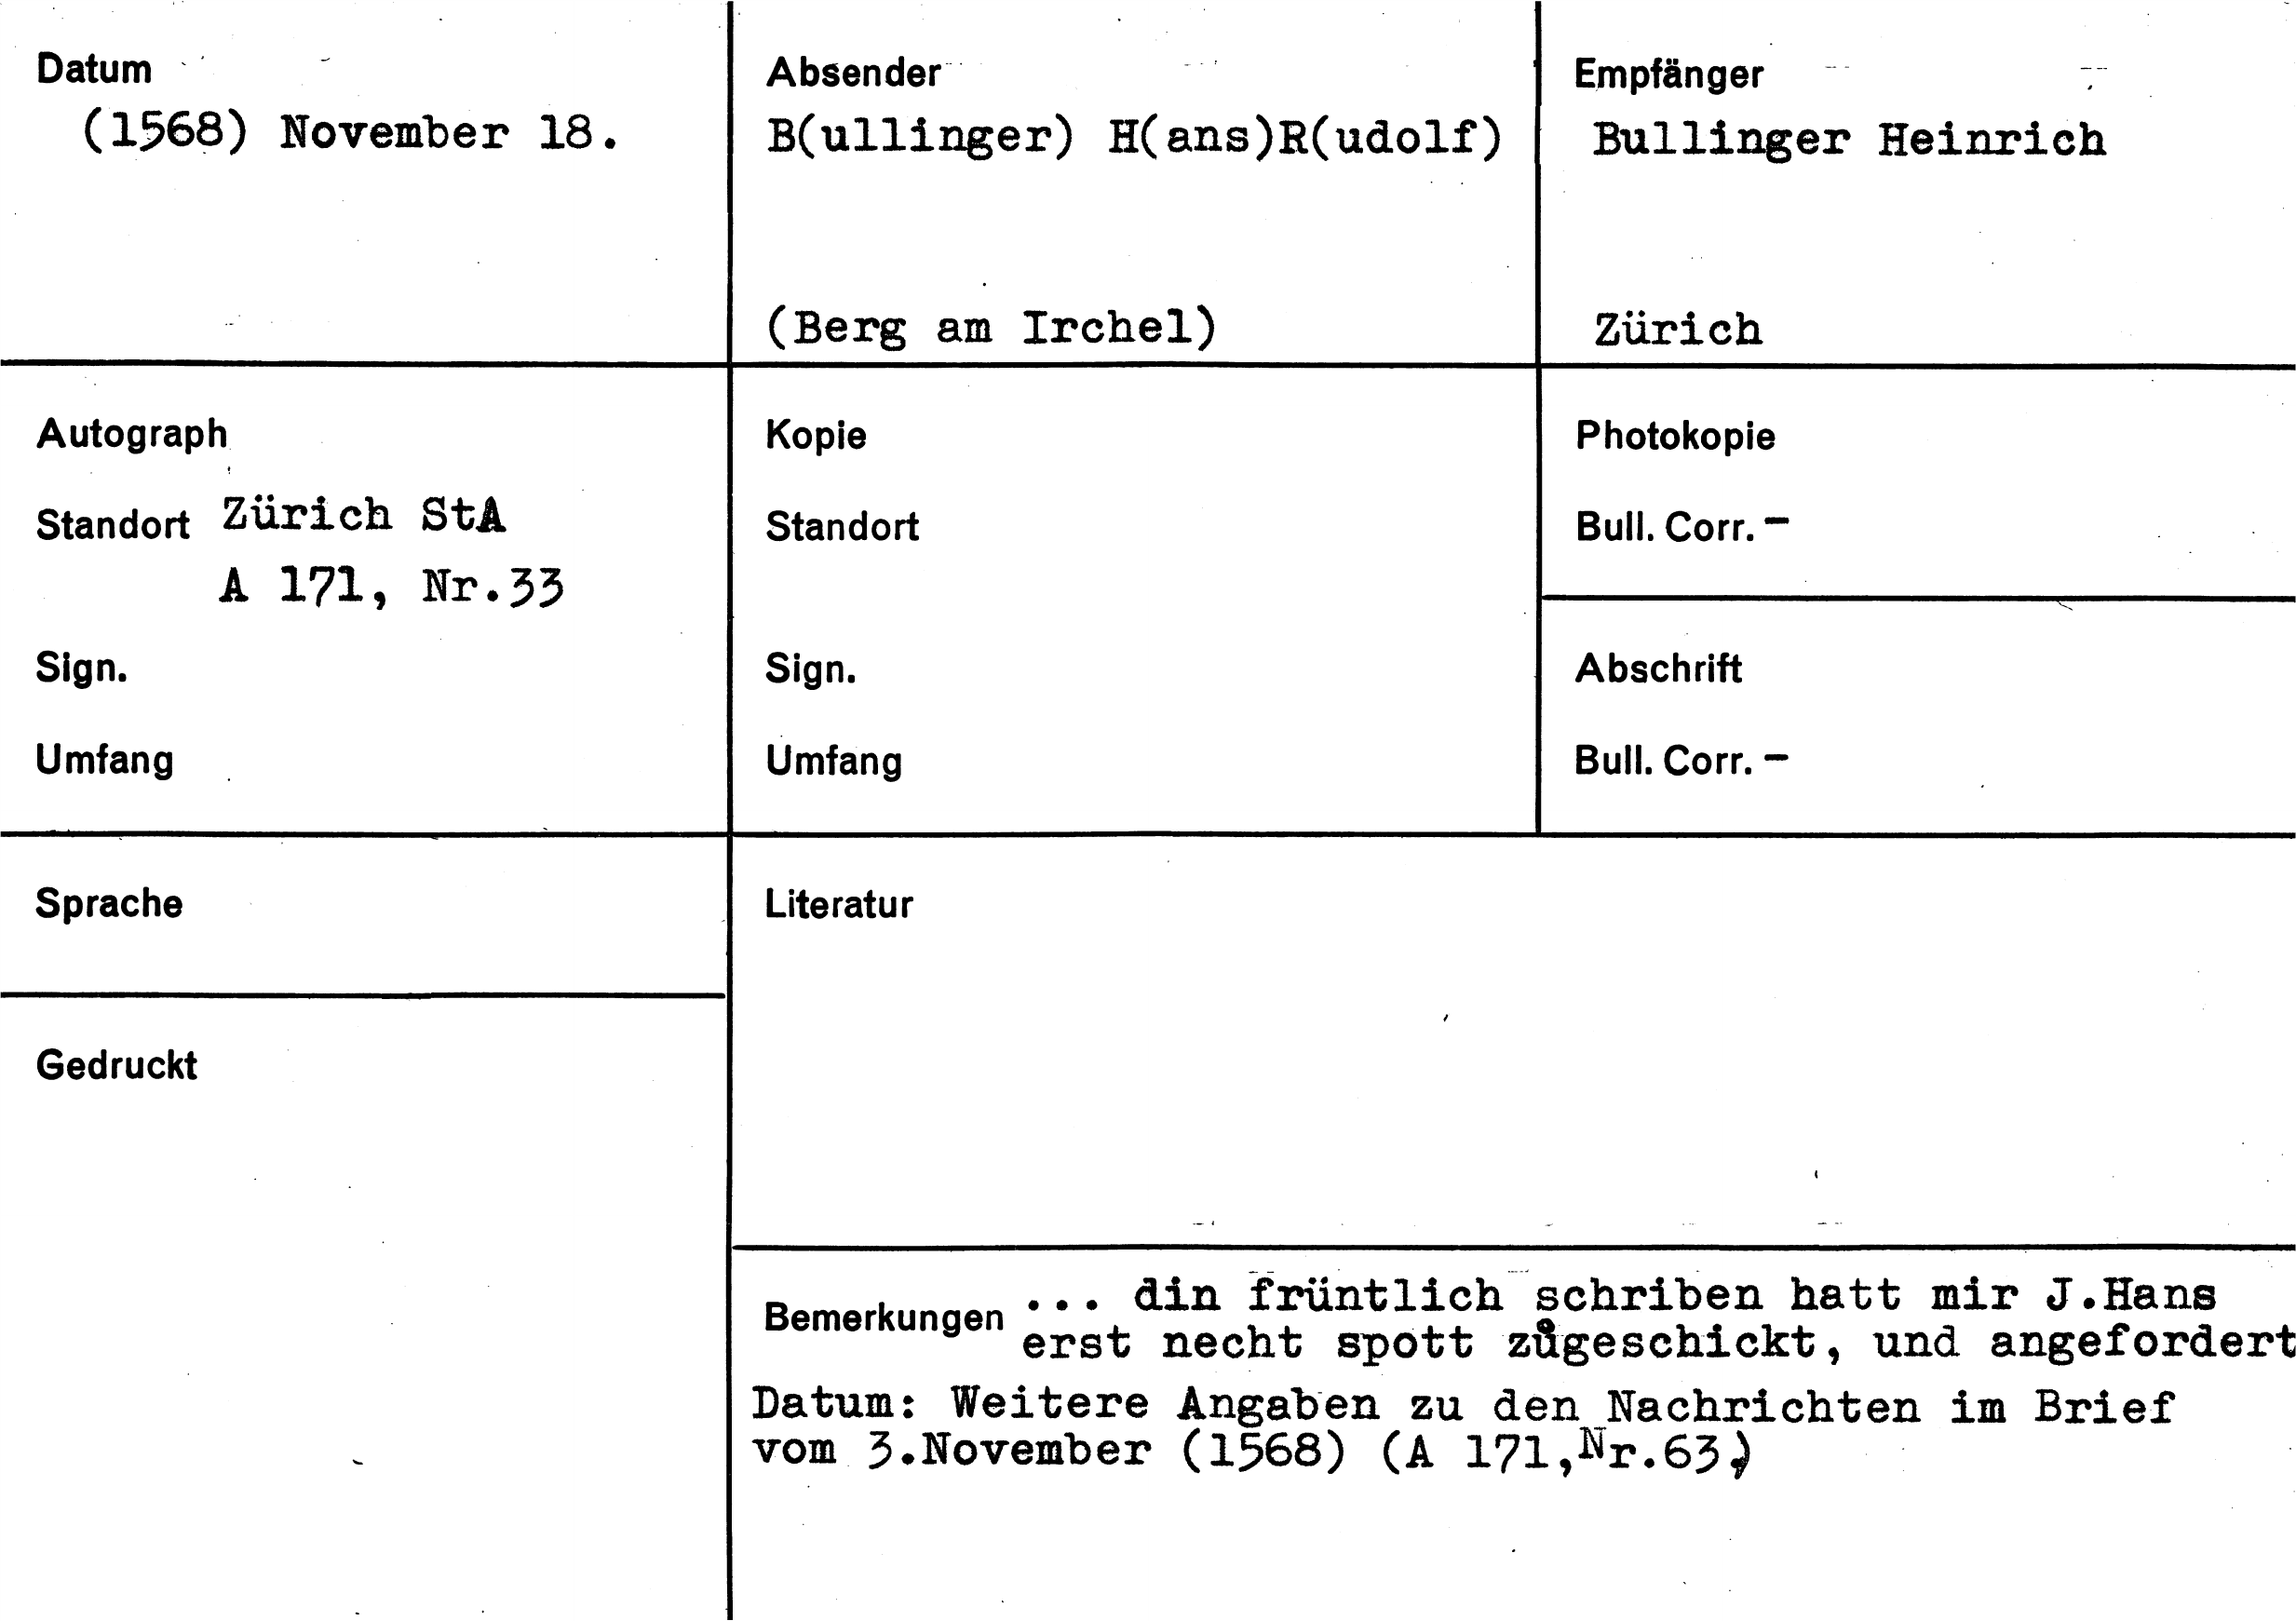 Datum
(1568) November 18.
Absender
B(ullinger) H(ans)R(udolf)
(Berg am Irchel)
Empfänger
Bullinger Heinrich
Zürich
Autograph
Standort Zürich StA
A 171, Nr.33
Sign.
Umfang
Kopie
Standort
Sign.
Umfang
Photokopie
Bull. Corr. –
Abschrift
Bull. Corr. –
Sprache
Gedruckt
Literatur
Bemerkungen ... din früntlich schriben hatt mir J.Hans
erst necht spott zůgeschickt, und angefordert
Datum: Weitere Angaben zu den Nachrichten im Brief
vom 3.November (1568) (A 171,Nr.63)